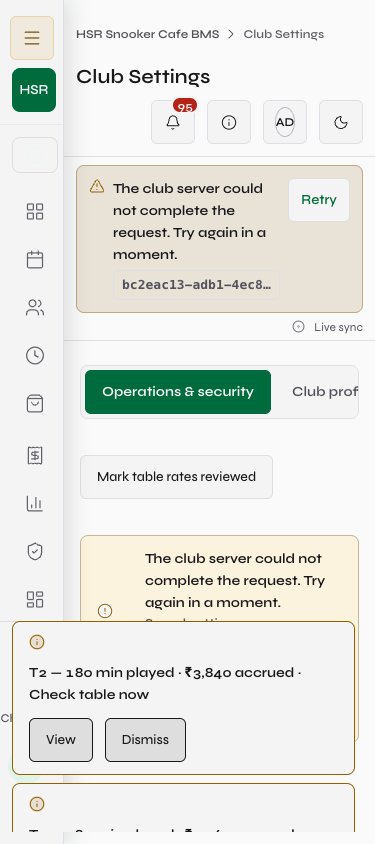 HSR Snooker Cafe BMS > Club Settings
Club Settings
HSR
95
AD
The club server could
not complete the
request. Try again in a
moment.
Retry
bc2eac13-adb1-4ec8…
Live sync
Operations & security
Club prof
Mark table rates reviewed
The club server could not
complete the request. Try
again in a moment.
T2 — 180 min played · ₹3,840 accrued ·
Check table now
View
Dismiss